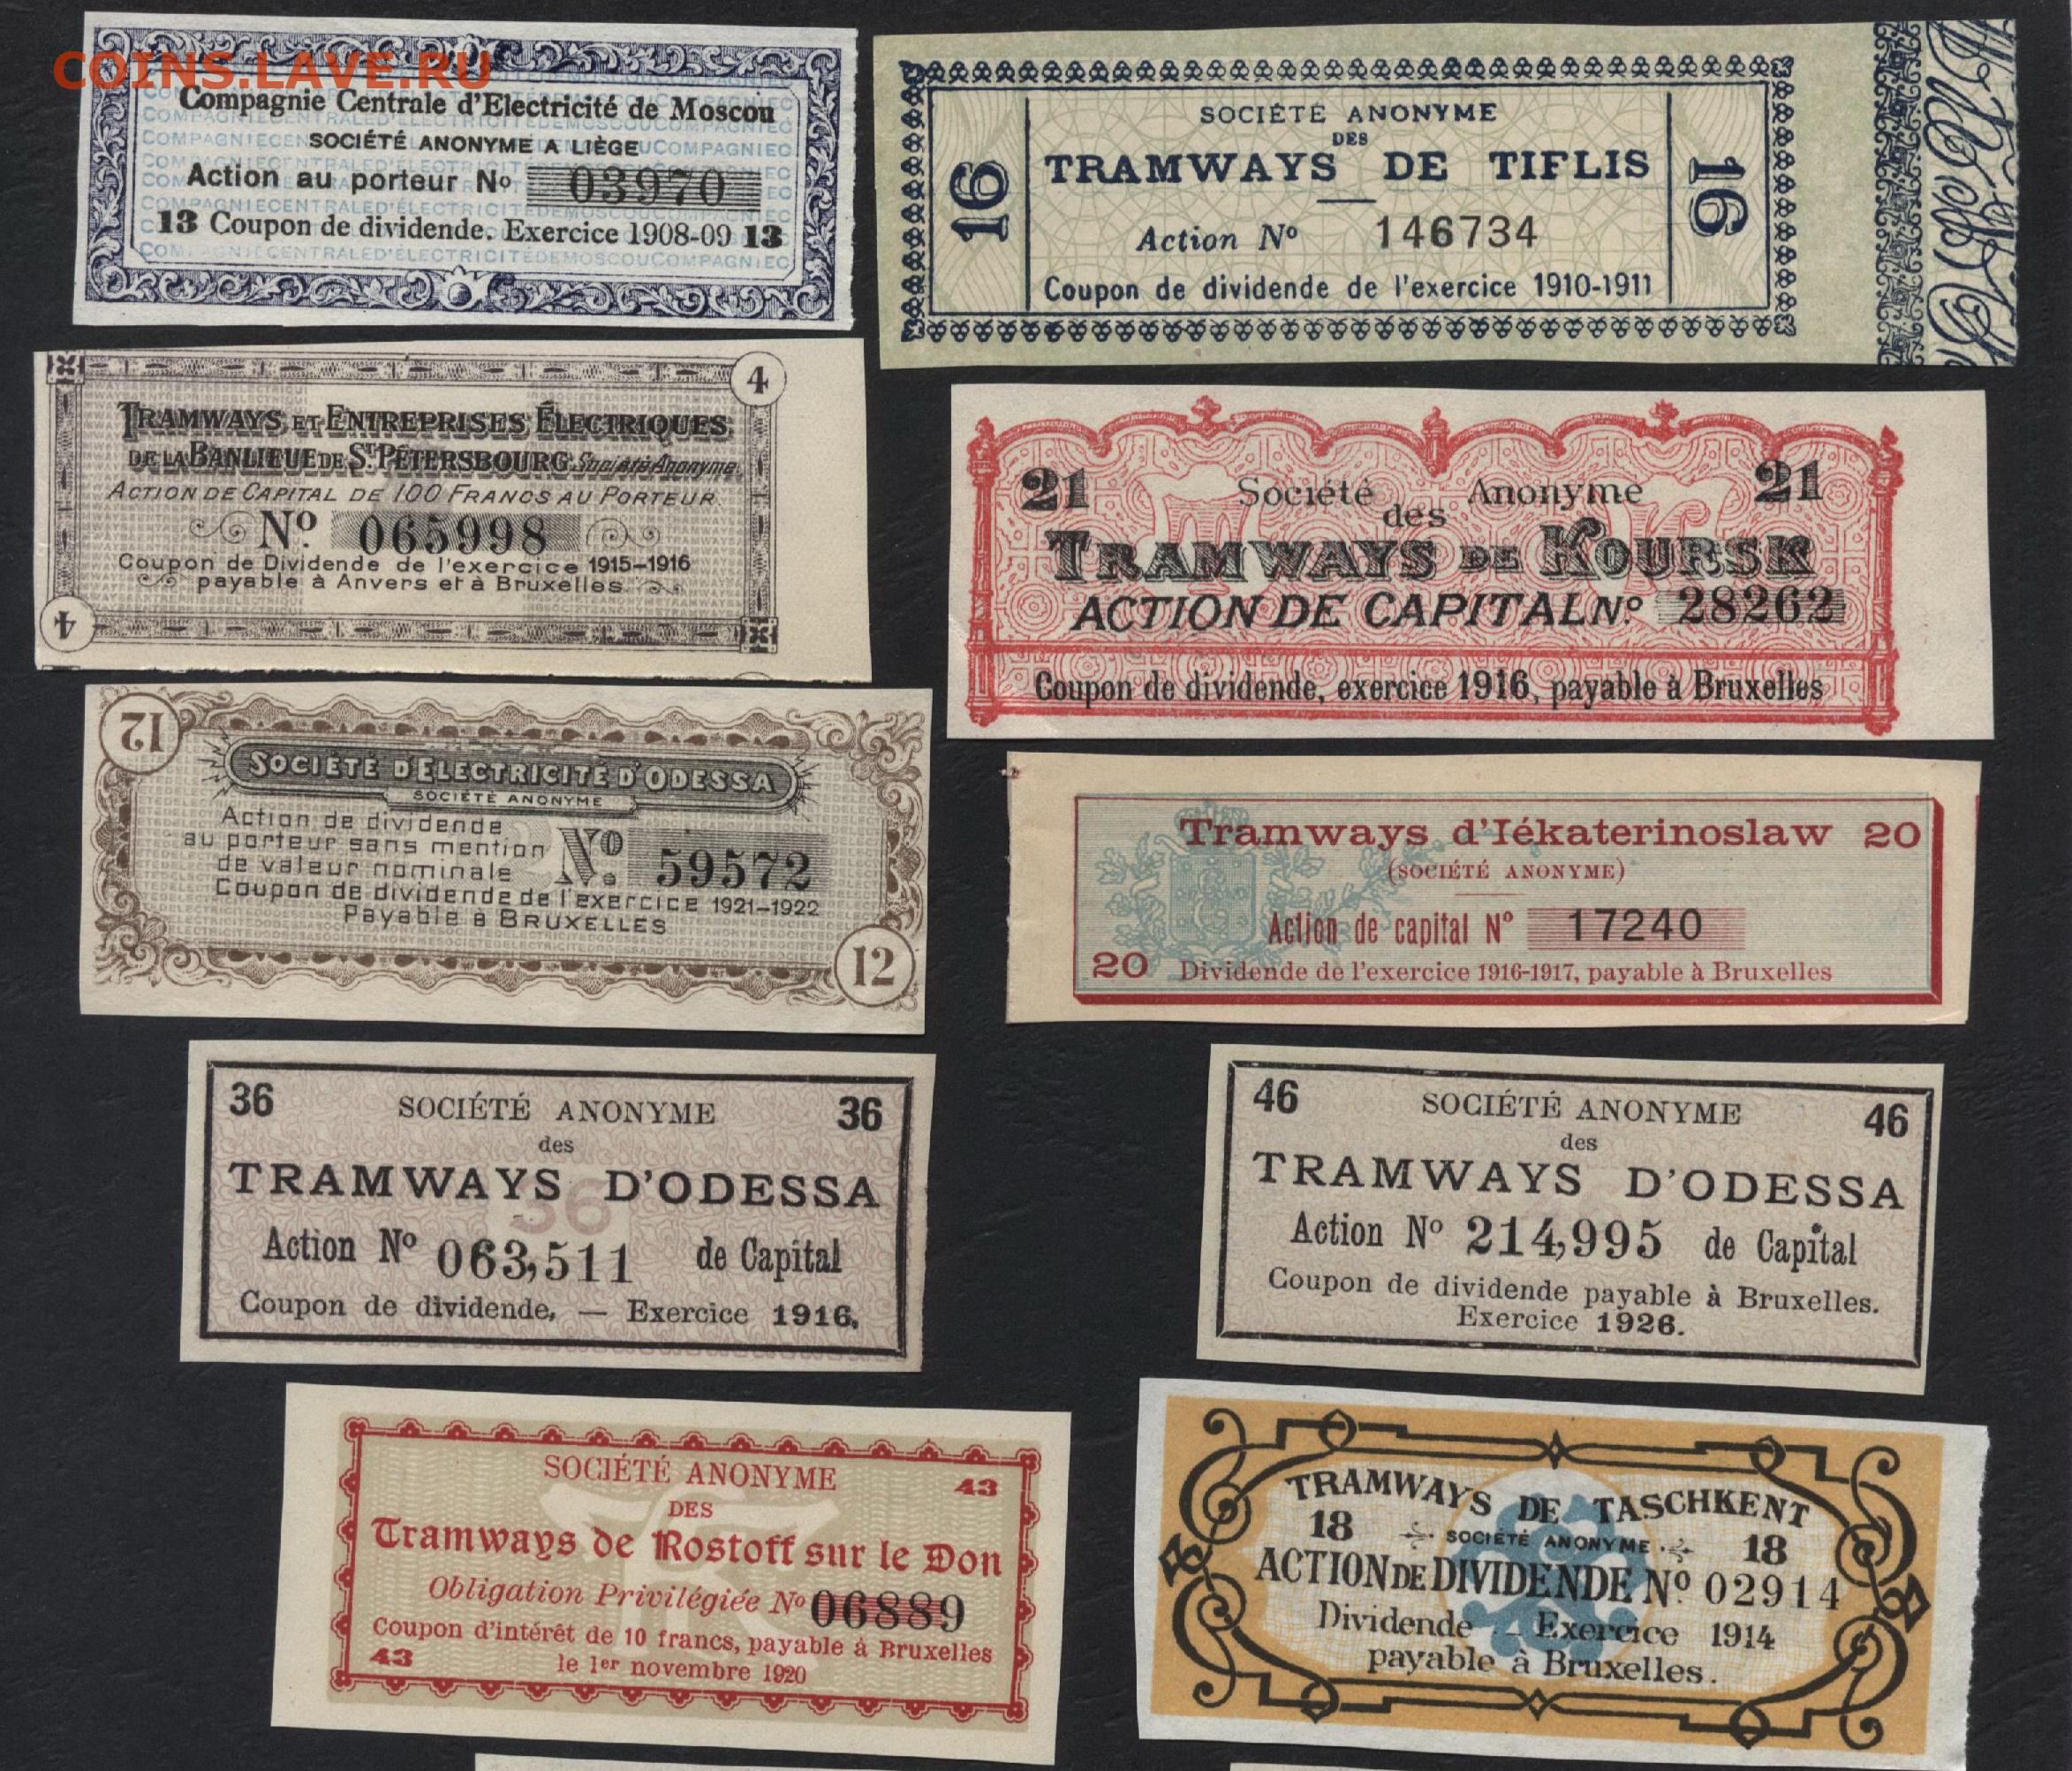 COINS.LAVE.RU
Compagnie Centrale d'Electricité de Moscou
SOCIÉTÉ ANONYME A LIÈGE
Action au porteur No 03970
13 Coupon de dividende. Exercice 1908-09 13
SOCIÉTÉ ANONYME
DES
TRAMWAYS DE TIFLIS
16 16
Action No 146734
Coupon de dividende de l'exercice 1910-1911
4
TRAMWAYS ET ENTREPRISES ÉLECTRIQUES
DE LA BANLIEUE DE ST PÉTERSBOURG Société Anonyme
ACTION DE CAPITAL DE 100 FRANCS AU PORTEUR
No 065998
Coupon de Dividende de l'exercice 1915-1916
payable à Anvers et à Bruxelles.
4
21 21
Société Anonyme
des
TRAMWAYS DE KOURSK
ACTION DE CAPITAL No 28262
Coupon de dividende, exercice 1916, payable à Bruxelles
12
SOCIÉTÉ D'ELECTRICITÉ D'ODESSA
SOCIÉTÉ ANONYME
Action de dividende
au porteur sans mention
de valeur nominale
No. 59572
Coupon de dividende de l'exercice 1921-1922
Payable à BRUXELLES
12
Tramways d'Iékaterinoslaw 20
(SOCIÉTÉ ANONYME)
Action de capital No 17240
20 Dividende de l'exercice 1916-1917, payable à Bruxelles
36 36
SOCIÉTÉ ANONYME
des
TRAMWAYS D'ODESSA
36
Action No 063,511 de Capital
Coupon de dividende, — Exercice 1916.
46 46
SOCIÉTÉ ANONYME
des
TRAMWAYS D'ODESSA
Action No 214,995 de Capital
Coupon de dividende payable à Bruxelles.
Exercice 1926.
SOCIÉTÉ ANONYME 43
DES
Tramways de Rostoff sur le Don
Obligation Privilégiée No 06889
Coupon d'intérêt de 10 francs, payable à Bruxelles
43 le 1er novembre 1920
TRAMWAYS DE TASCHKENT
18 SOCIÉTÉ ANONYME 18
ACTION DE DIVIDENDE No 02914
Dividende - Exercice 1914
payable à Bruxelles.